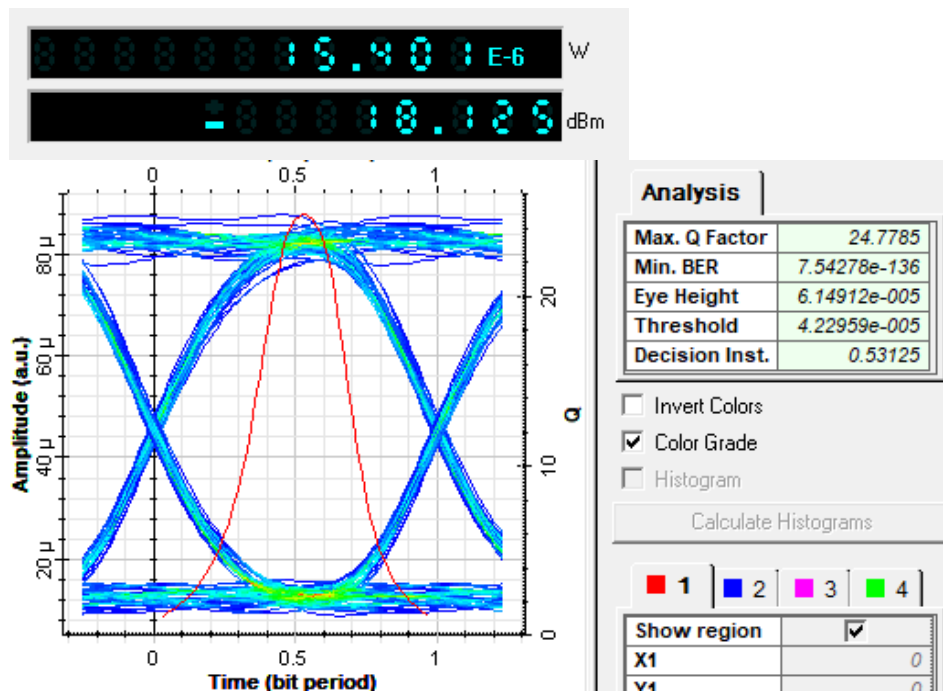 15.401 E-6 W
- 18.125 dBm
0 0.5 1
Amplitude (a.u.)
80 µ
60 µ
40 µ
20 µ
Q
20
10
0
0 0.5 1
Time (bit period)
Analysis
Max. Q Factor 24.7785
Min. BER 7.54278e-136
Eye Height 6.14912e-005
Threshold 4.22959e-005
Decision Inst. 0.53125
Invert Colors
Color Grade
Histogram
Calculate Histograms
1 2 3 4
Show region
X1 0
Y1 0